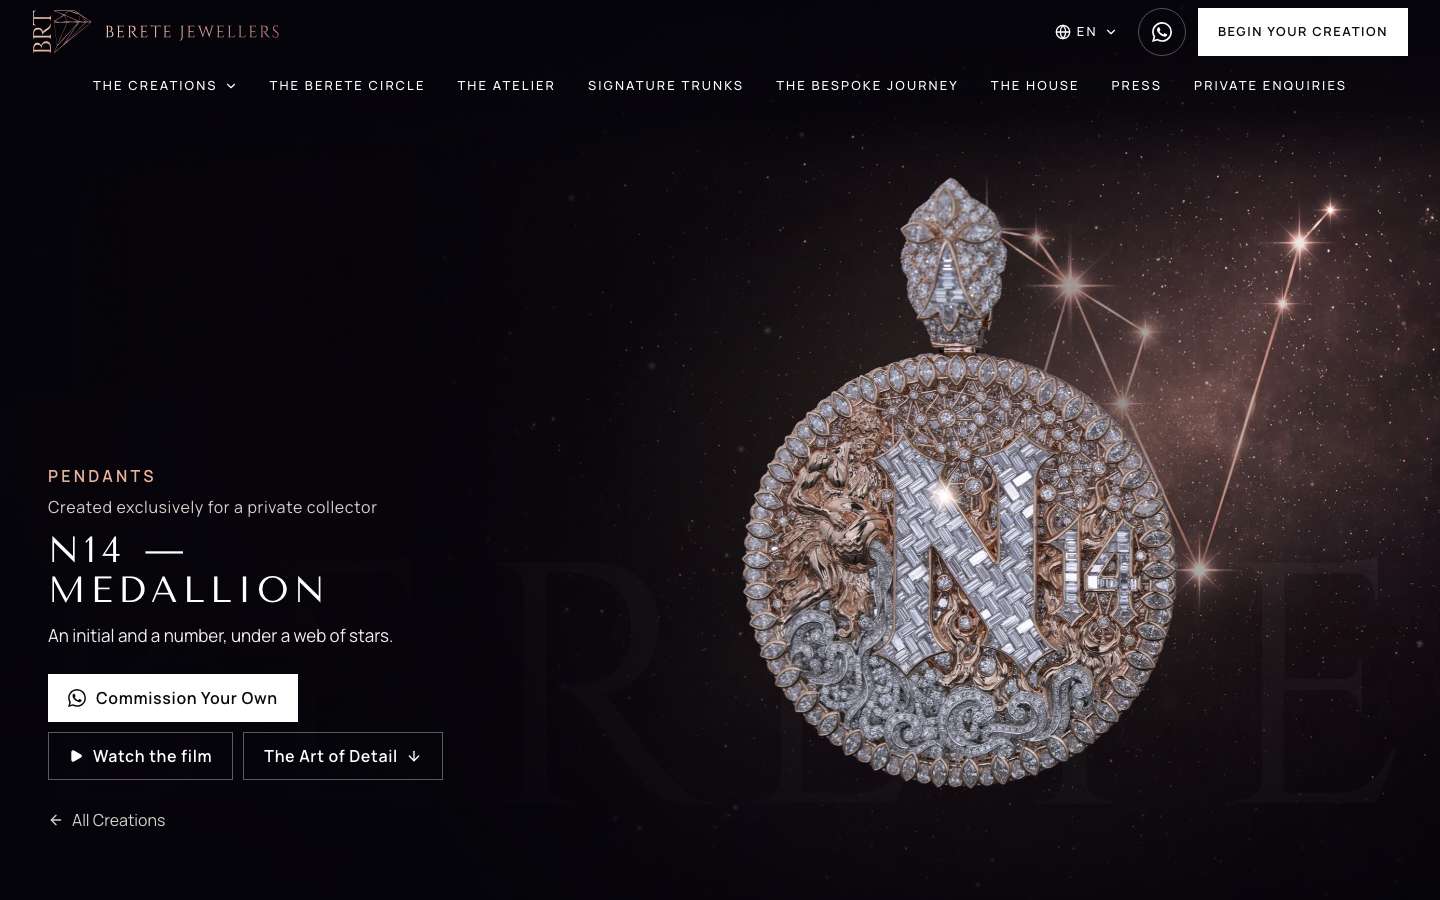 BRT
BERETE JEWELLERS
EN
BEGIN YOUR CREATION
THE CREATIONS
THE BERETE CIRCLE
THE ATELIER
SIGNATURE TRUNKS
THE BESPOKE JOURNEY
THE HOUSE
PRESS
PRIVATE ENQUIRIES
PENDANTS
Created exclusively for a private collector
N14 —
MEDALLION
An initial and a number, under a web of stars.
Commission Your Own
Watch the film
The Art of Detail ↓
← All Creations
N
14
BERETE